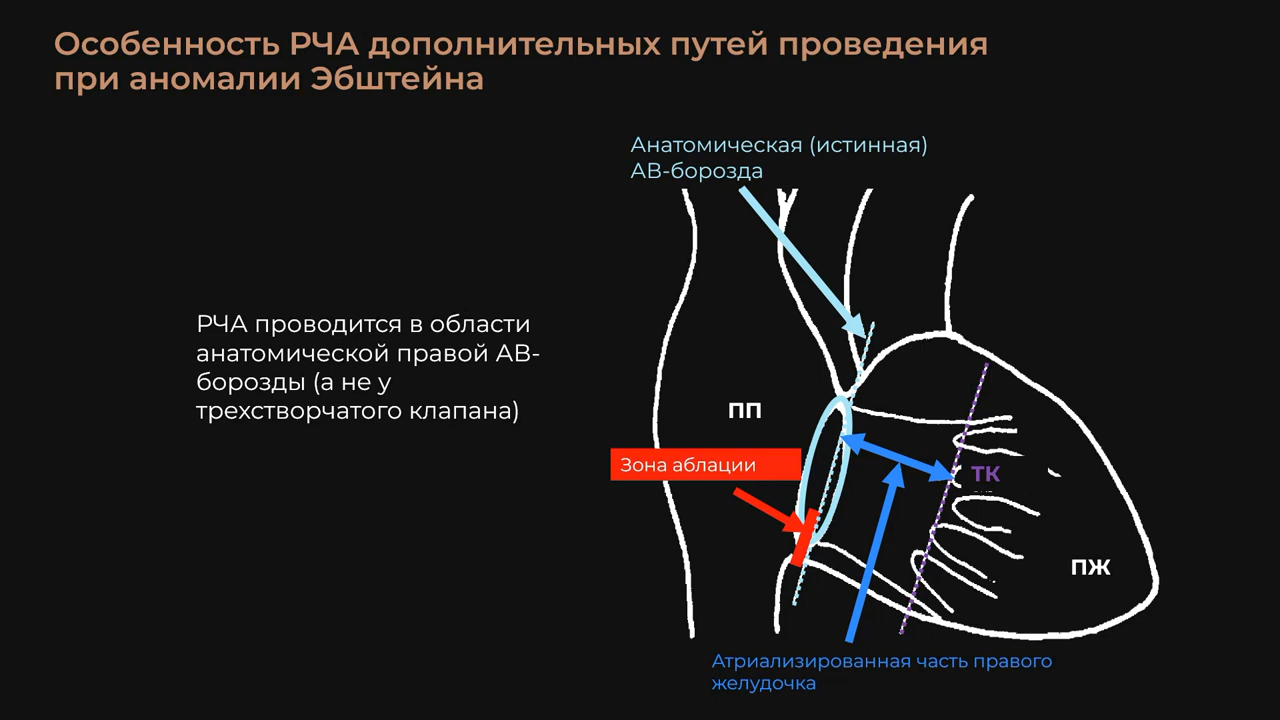 Особенность РЧА дополнительных путей проведения
при аномалии Эбштейна
Анатомическая (истинная)
АВ-борозда
РЧА проводится в области
анатомической правой АВ-
борозды (а не у
трехстворчатого клапана)
ПП
Зона аблации
ТК
ПЖ
Атриализированная часть правого
желудочка